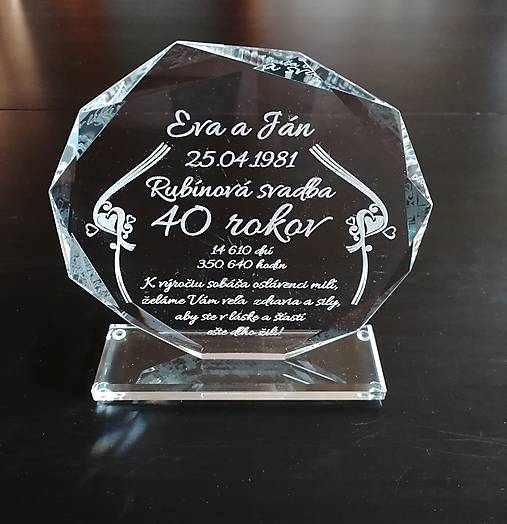 Eva a Ján
25.04.1981
Rubínová svadba
40 rokov
14 610 dní
350 640 hodín
K výročiu sobáša oslávenci milí,
želáme Vám veľa zdravia a sily,
aby ste v láske a šťastí
ešte dlho žili!